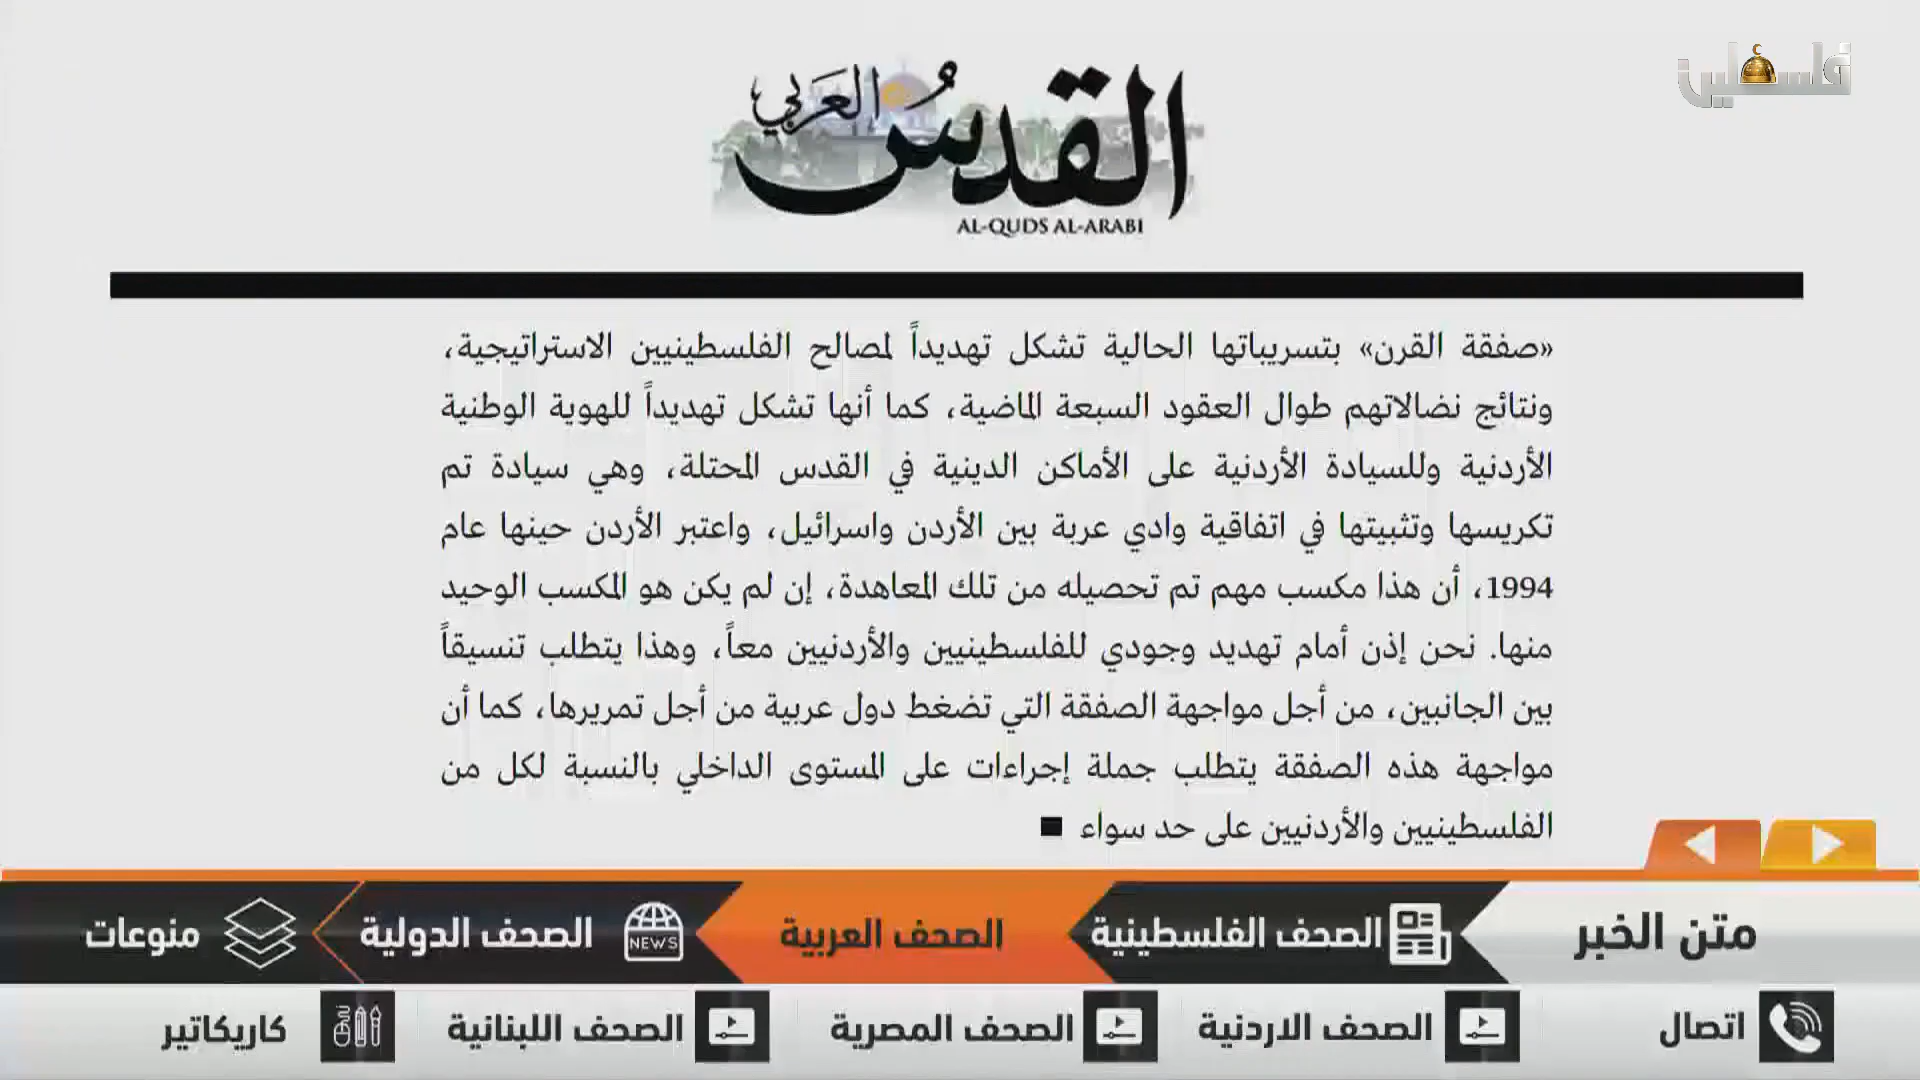 فلسطين
القدس العربي
AL-QUDS AL-ARABI
«صفقة القرن» بتسريباتها الحالية تشكل تهديداً لمصالح الفلسطينيين الاستراتيجية،
ونتائج نضالاتهم طوال العقود السبعة الماضية، كما أنها تشكل تهديداً للهوية الوطنية
الأردنية وللسيادة الأردنية على الأماكن الدينية في القدس المحتلة، وهي سيادة تم
تكريسها وتثبيتها في اتفاقية وادي عربة بين الأردن واسرائيل، واعتبر الأردن حينها عام
1994، أن هذا مكسب مهم تم تحصيله من تلك المعاهدة، إن لم يكن هو المكسب الوحيد
منها. نحن إذن أمام تهديد وجودي للفلسطينيين والأردنيين معاً، وهذا يتطلب تنسيقاً
بين الجانبين، من أجل مواجهة الصفقة التي تضغط دول عربية من أجل تمريرها، كما أن
مواجهة هذه الصفقة يتطلب جملة إجراءات على المستوى الداخلي بالنسبة لكل من
الفلسطينيين والأردنيين على حد سواء ■
متن الخبر
الصحف الفلسطينية
الصحف العربية
NEWS
الصحف الدولية
منوعات
اتصال
الصحف الاردنية
الصحف المصرية
الصحف اللبنانية
كاريكاتير